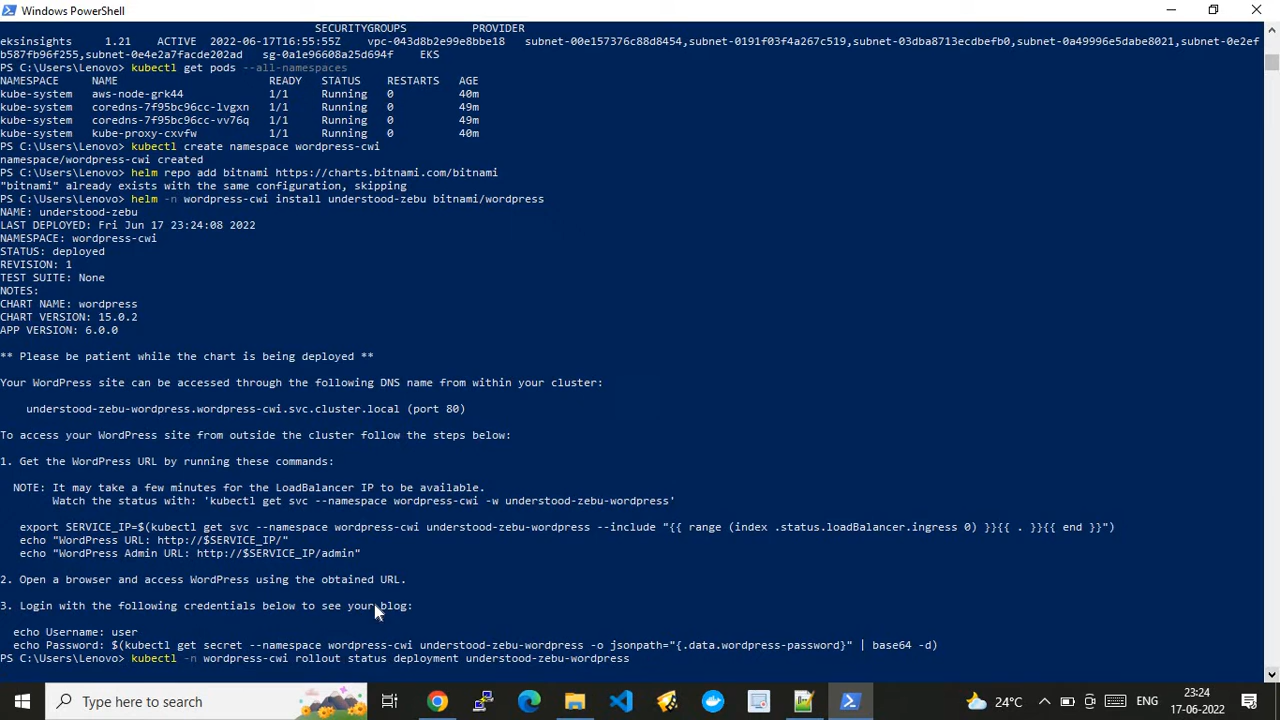 Windows PowerShell
SECURITYGROUPS PROVIDER
eksinsights 1.21 ACTIVE 2022-06-17T16:55:55Z vpc-043d8b2e99e8bbe18 subnet-00e157376c88d8454,subnet-0191f03f4a267c519,subnet-03dba8713ecdbefb0,subnet-0a49996e5dabe8021,subnet-0e2ef
b587fb96f255,subnet-0e4e2a7facde202ad sg-0a1e96608a25d694f EKS
PS C:\Users\Lenovo> kubectl get pods --all-namespaces
NAMESPACE NAME READY STATUS RESTARTS AGE
kube-system aws-node-grk44 1/1 Running 0 40m
kube-system coredns-7f95bc96cc-lvgxn 1/1 Running 0 49m
kube-system coredns-7f95bc96cc-vv76q 1/1 Running 0 49m
kube-system kube-proxy-cxvfw 1/1 Running 0 40m
PS C:\Users\Lenovo> kubectl create namespace wordpress-cwi
namespace/wordpress-cwi created
PS C:\Users\Lenovo> helm repo add bitnami https://charts.bitnami.com/bitnami
"bitnami" already exists with the same configuration, skipping
PS C:\Users\Lenovo> helm -n wordpress-cwi install understood-zebu bitnami/wordpress
NAME: understood-zebu
LAST DEPLOYED: Fri Jun 17 23:24:08 2022
NAMESPACE: wordpress-cwi
STATUS: deployed
REVISION: 1
TEST SUITE: None
NOTES:
CHART NAME: wordpress
CHART VERSION: 15.0.2
APP VERSION: 6.0.0
** Please be patient while the chart is being deployed **
Your WordPress site can be accessed through the following DNS name from within your cluster:
understood-zebu-wordpress.wordpress-cwi.svc.cluster.local (port 80)
To access your WordPress site from outside the cluster follow the steps below:
1. Get the WordPress URL by running these commands:
NOTE: It may take a few minutes for the LoadBalancer IP to be available.
Watch the status with: 'kubectl get svc --namespace wordpress-cwi -w understood-zebu-wordpress'
export SERVICE_IP=$(kubectl get svc --namespace wordpress-cwi understood-zebu-wordpress --include "{{ range (index .status.loadBalancer.ingress 0) }}{{ . }}{{ end }}")
echo "WordPress URL: http://$SERVICE_IP/"
echo "WordPress Admin URL: http://$SERVICE_IP/admin"
2. Open a browser and access WordPress using the obtained URL.
3. Login with the following credentials below to see your blog:
echo Username: user
echo Password: $(kubectl get secret --namespace wordpress-cwi understood-zebu-wordpress -o jsonpath="{.data.wordpress-password}" | base64 -d)
PS C:\Users\Lenovo> kubectl -n wordpress-cwi rollout status deployment understood-zebu-wordpress
Type here to search
24°C
ENG
23:24
17-06-2022